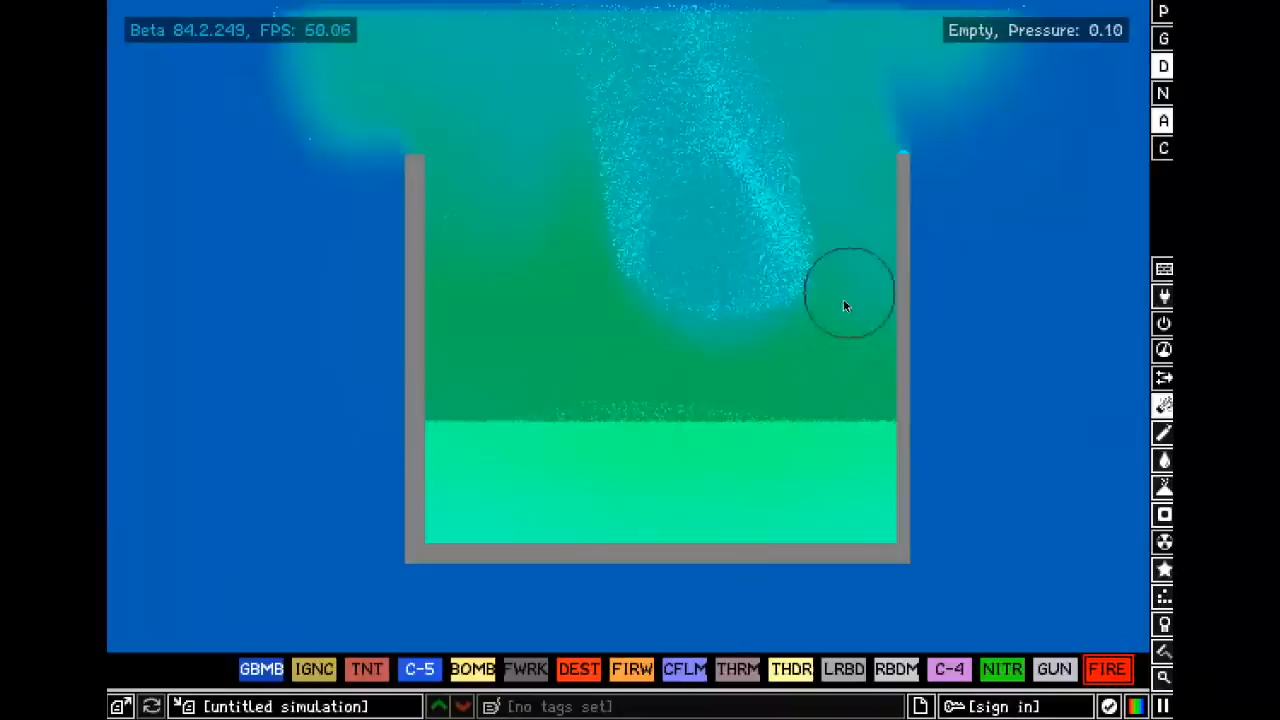 Beta 84.2.249, FPS: 60.06
Empty, Pressure: 0.10
P
G
D
N
A
C
GBMB IGNC TNT C-5 BOMB FWRK DEST FIRW CFLM THRM THDR LRBD RBDM C-4 NITR GUN FIRE
[untitled simulation] [no tags set] [sign in]